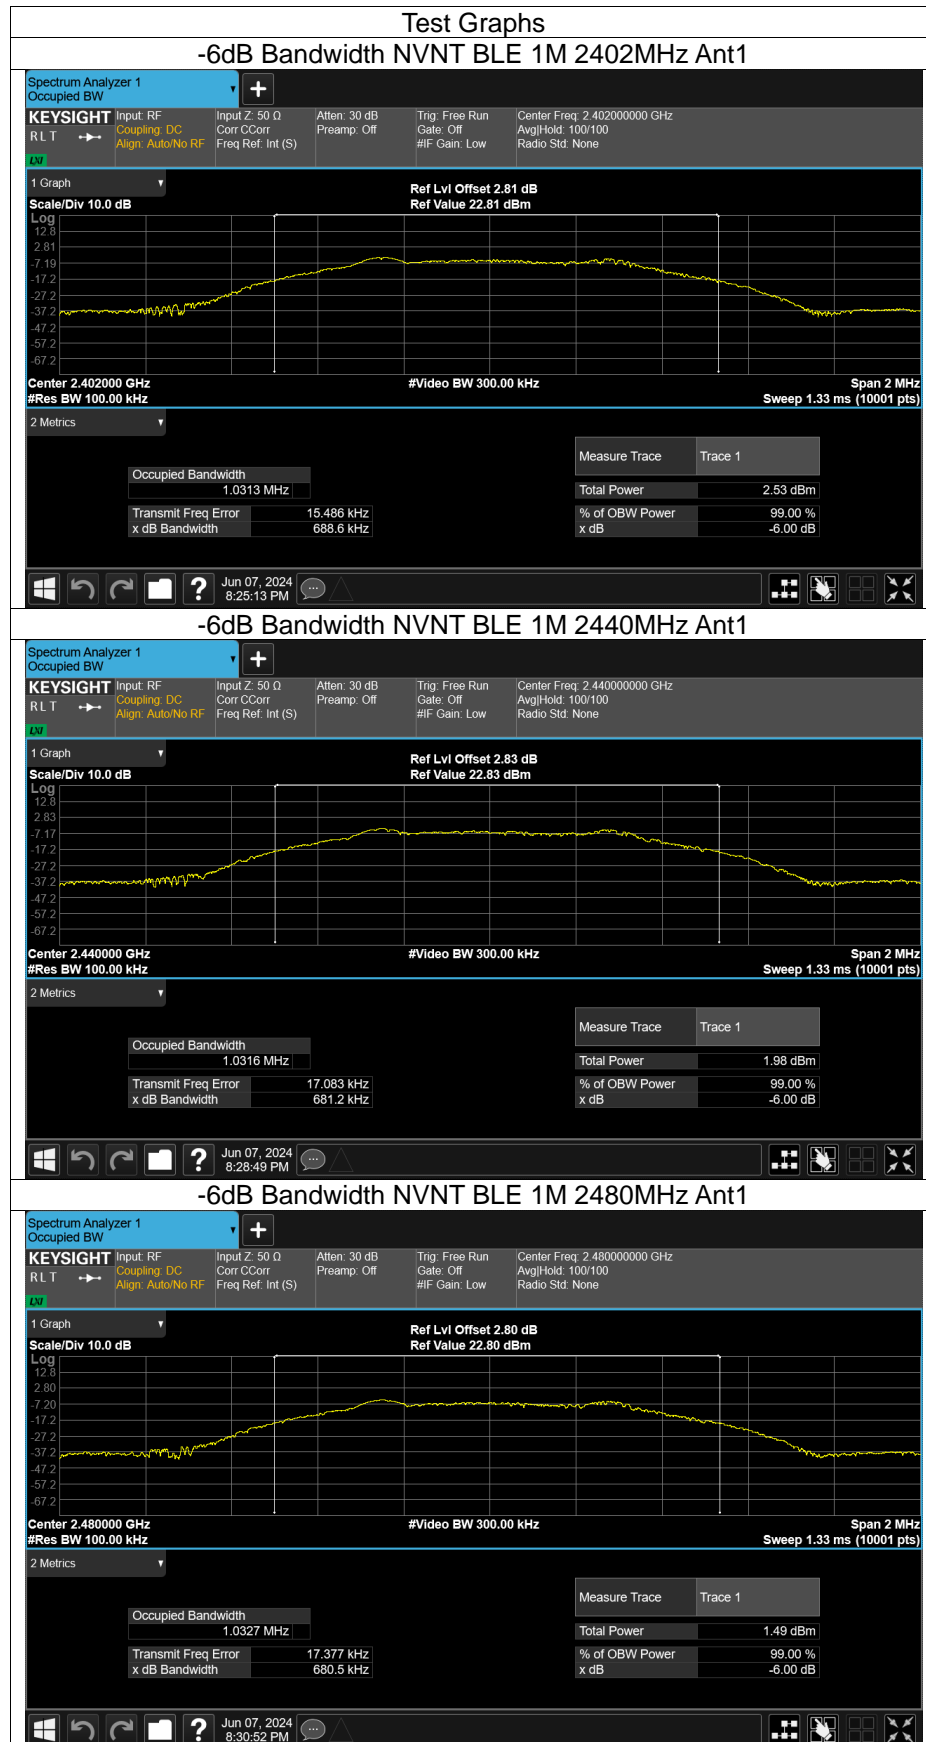 Test Graphs
-6dB Bandwidth NVNT BLE 1M 2402MHz Ant1
Spectrum Analyzer 1
Occupied BW
+
KEYSIGHT Input: RF Input Z: 50 Ω Atten: 30 dB Trig: Free Run Center Freq: 2.402000000 GHz
RLT Coupling: DC Corr CCorr Preamp: Off Gate: Off Avg|Hold: 100/100
Align: Auto/No RF Freq Ref: Int (S) #IF Gain: Low Radio Std: None
LXI
1 Graph Ref Lvl Offset 2.81 dB
Scale/Div 10.0 dB Ref Value 22.81 dBm
Log
12.8
2.81
-7.19
-17.2
-27.2
-37.2
-47.2
-57.2
-67.2
Center 2.402000 GHz #Video BW 300.00 kHz Span 2 MHz
#Res BW 100.00 kHz Sweep 1.33 ms (10001 pts)
2 Metrics
Measure Trace Trace 1
Occupied Bandwidth
1.0313 MHz Total Power 2.53 dBm
Transmit Freq Error 15.486 kHz % of OBW Power 99.00 %
x dB Bandwidth 688.6 kHz x dB -6.00 dB
? Jun 07, 2024
8:25:13 PM
-6dB Bandwidth NVNT BLE 1M 2440MHz Ant1
Spectrum Analyzer 1
Occupied BW
+
KEYSIGHT Input: RF Input Z: 50 Ω Atten: 30 dB Trig: Free Run Center Freq: 2.440000000 GHz
RLT Coupling: DC Corr CCorr Preamp: Off Gate: Off Avg|Hold: 100/100
Align: Auto/No RF Freq Ref: Int (S) #IF Gain: Low Radio Std: None
LXI
1 Graph Ref Lvl Offset 2.83 dB
Scale/Div 10.0 dB Ref Value 22.83 dBm
Log
12.8
2.83
-7.17
-17.2
-27.2
-37.2
-47.2
-57.2
-67.2
Center 2.440000 GHz #Video BW 300.00 kHz Span 2 MHz
#Res BW 100.00 kHz Sweep 1.33 ms (10001 pts)
2 Metrics
Measure Trace Trace 1
Occupied Bandwidth
1.0316 MHz Total Power 1.98 dBm
Transmit Freq Error 17.083 kHz % of OBW Power 99.00 %
x dB Bandwidth 681.2 kHz x dB -6.00 dB
? Jun 07, 2024
8:28:49 PM
-6dB Bandwidth NVNT BLE 1M 2480MHz Ant1
Spectrum Analyzer 1
Occupied BW
+
KEYSIGHT Input: RF Input Z: 50 Ω Atten: 30 dB Trig: Free Run Center Freq: 2.480000000 GHz
RLT Coupling: DC Corr CCorr Preamp: Off Gate: Off Avg|Hold: 100/100
Align: Auto/No RF Freq Ref: Int (S) #IF Gain: Low Radio Std: None
LXI
1 Graph Ref Lvl Offset 2.80 dB
Scale/Div 10.0 dB Ref Value 22.80 dBm
Log
12.8
2.80
-7.20
-17.2
-27.2
-37.2
-47.2
-57.2
-67.2
Center 2.480000 GHz #Video BW 300.00 kHz Span 2 MHz
#Res BW 100.00 kHz Sweep 1.33 ms (10001 pts)
2 Metrics
Measure Trace Trace 1
Occupied Bandwidth
1.0327 MHz Total Power 1.49 dBm
Transmit Freq Error 17.377 kHz % of OBW Power 99.00 %
x dB Bandwidth 680.5 kHz x dB -6.00 dB
? Jun 07, 2024
8:30:52 PM